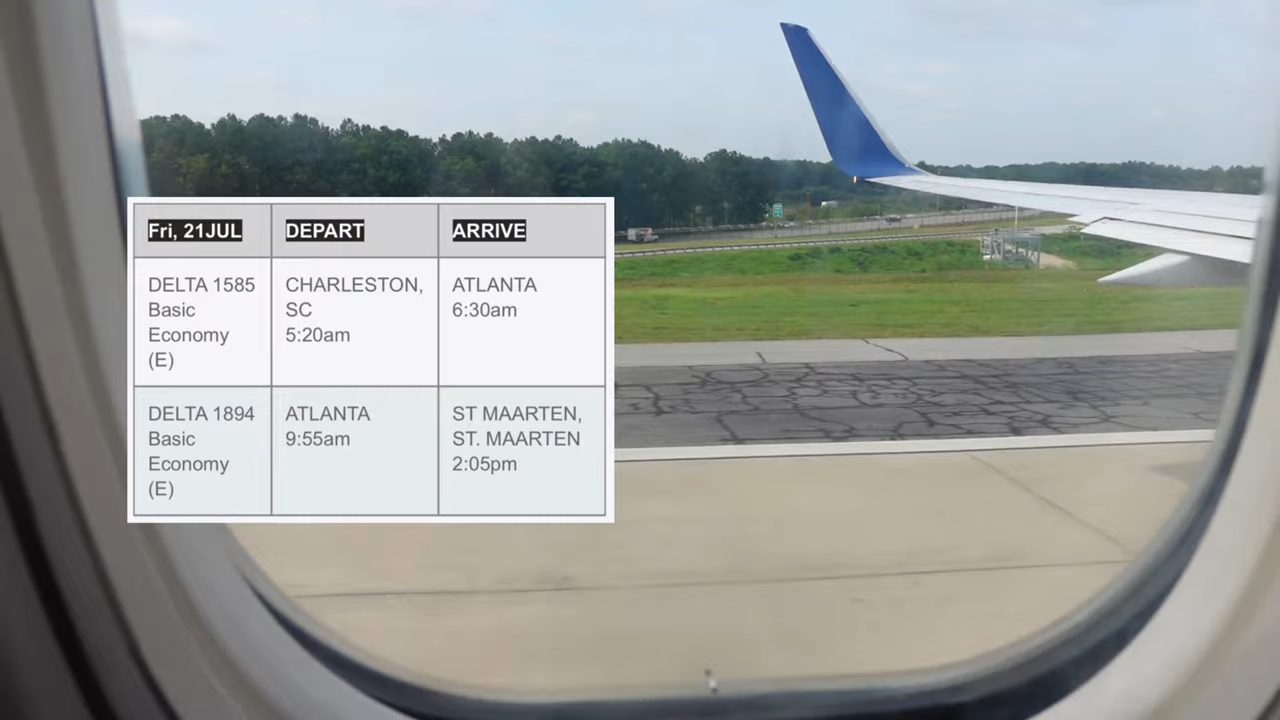 Fri, 21JUL DEPART ARRIVE
DELTA 1585 CHARLESTON, ATLANTA
Basic SC 6:30am
Economy 5:20am
(E)
DELTA 1894 ATLANTA ST MAARTEN,
Basic 9:55am ST. MAARTEN
Economy 2:05pm
(E)